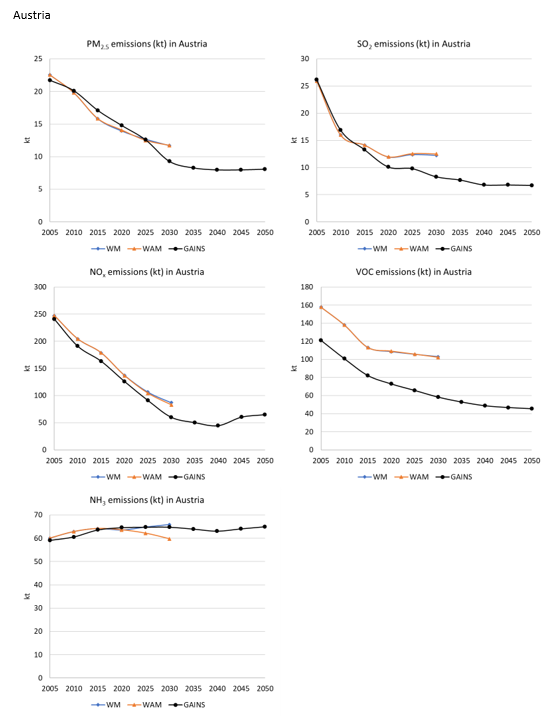 Austria
PM2.5 emissions (kt) in Austria
25
20
15
10
5
0
kt
2005 2010 2015 2020 2025 2030 2035 2040 2045 2050
WM WAM GAINS
SO2 emissions (kt) in Austria
30
25
20
15
10
5
0
kt
2005 2010 2015 2020 2025 2030 2035 2040 2045 2050
WM WAM GAINS
NOx emissions (kt) in Austria
300
250
200
150
100
50
0
kt
2005 2010 2015 2020 2025 2030 2035 2040 2045 2050
WM WAM GAINS
VOC emissions (kt) in Austria
180
160
140
120
100
80
60
40
20
0
kt
2005 2010 2015 2020 2025 2030 2035 2040 2045 2050
WM WAM GAINS
NH3 emissions (kt) in Austria
70
60
50
40
30
20
10
0
kt
2005 2010 2015 2020 2025 2030 2035 2040 2045 2050
WM WAM GAINS